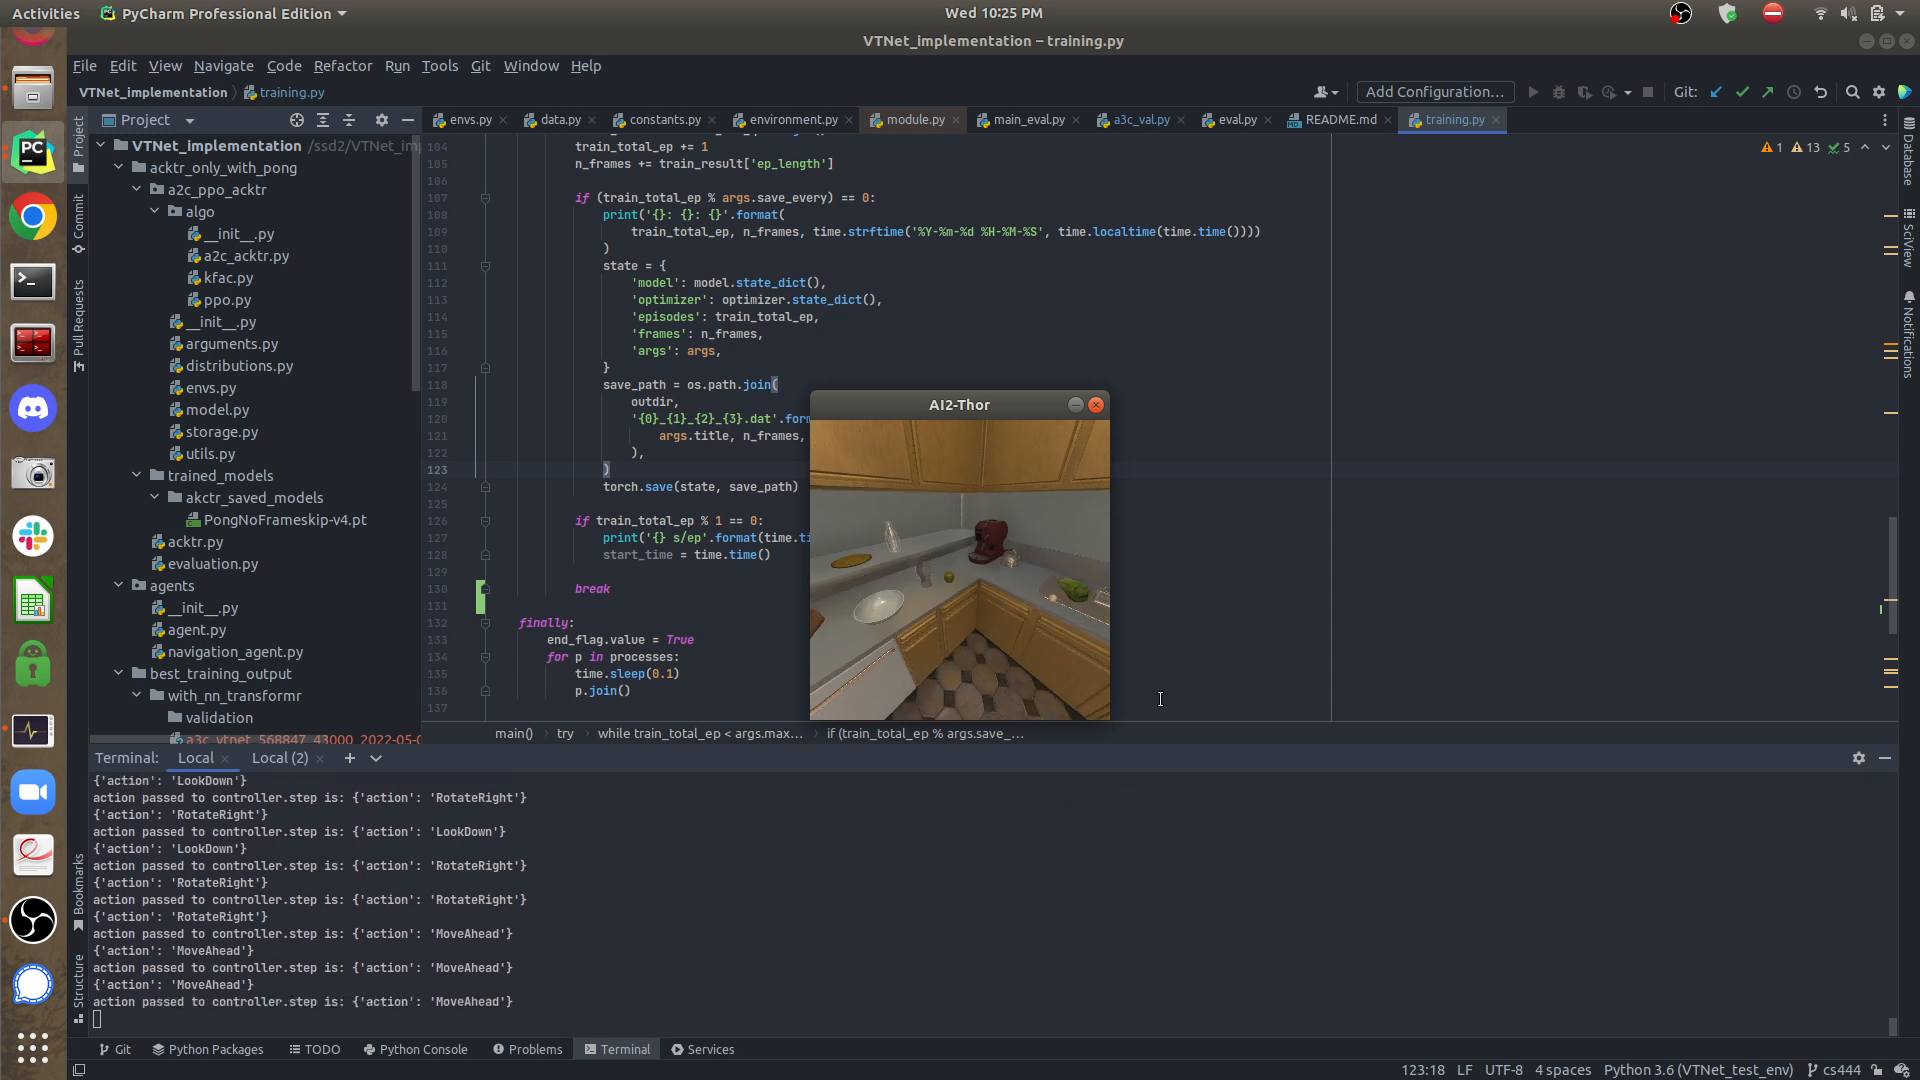 Activities
PyCharm Professional Edition
Wed 10:25 PM
VTNet_implementation – training.py
File Edit View Navigate Code Refactor Run Tools Git Window Help
VTNet_implementation
training.py
Add Configuration...
Git:
Project
envs.py
data.py
constants.py
environment.py
module.py
main_eval.py
a3c_val.py
eval.py
README.md
training.py
Project
Commit
Pull Requests
Bookmarks
Structure
VTNet_implementation /ssd2/VTNet_im
acktr_only_with_pong
a2c_ppo_acktr
algo
__init__.py
a2c_acktr.py
kfac.py
ppo.py
__init__.py
arguments.py
distributions.py
envs.py
model.py
storage.py
utils.py
trained_models
akctr_saved_models
PongNoFrameskip-v4.pt
acktr.py
evaluation.py
agents
__init__.py
agent.py
navigation_agent.py
best_training_output
with_nn_transformr
validation
a3c_vtnet_568847_43000_2022-05-0
1 13 5
104 train_total_ep += 1
105 n_frames += train_result['ep_length']
106
107 if (train_total_ep % args.save_every) == 0:
108 print('{}: {}: {}'.format(
109 train_total_ep, n_frames, time.strftime('%Y-%m-%d %H-%M-%S', time.localtime(time.time())))
110 )
111 state = {
112 'model': model.state_dict(),
113 'optimizer': optimizer.state_dict(),
114 'episodes': train_total_ep,
115 'frames': n_frames,
116 'args': args,
117 }
118 save_path = os.path.join(
119 outdir,
120 '{0}_{1}_{2}_{3}.dat'.form
121 args.title, n_frames,
122 ),
123 )
124 torch.save(state, save_path)
125
126 if train_total_ep % 1 == 0:
127 print('{} s/ep'.format(time.ti
128 start_time = time.time()
129
130 break
131
132 finally:
133 end_flag.value = True
134 for p in processes:
135 time.sleep(0.1)
136 p.join()
137
AI2-Thor
Database
SciView
Notifications
main() try while train_total_ep < args.max... if (train_total_ep % args.save_...
Terminal: Local Local (2)
{'action': 'LookDown'}
action passed to controller.step is: {'action': 'RotateRight'}
{'action': 'RotateRight'}
action passed to controller.step is: {'action': 'LookDown'}
{'action': 'LookDown'}
action passed to controller.step is: {'action': 'RotateRight'}
{'action': 'RotateRight'}
action passed to controller.step is: {'action': 'RotateRight'}
{'action': 'RotateRight'}
action passed to controller.step is: {'action': 'MoveAhead'}
{'action': 'MoveAhead'}
action passed to controller.step is: {'action': 'MoveAhead'}
{'action': 'MoveAhead'}
action passed to controller.step is: {'action': 'MoveAhead'}
Git Python Packages TODO Python Console Problems Terminal Services
123:18 LF UTF-8 4 spaces Python 3.6 (VTNet_test_env) cs444